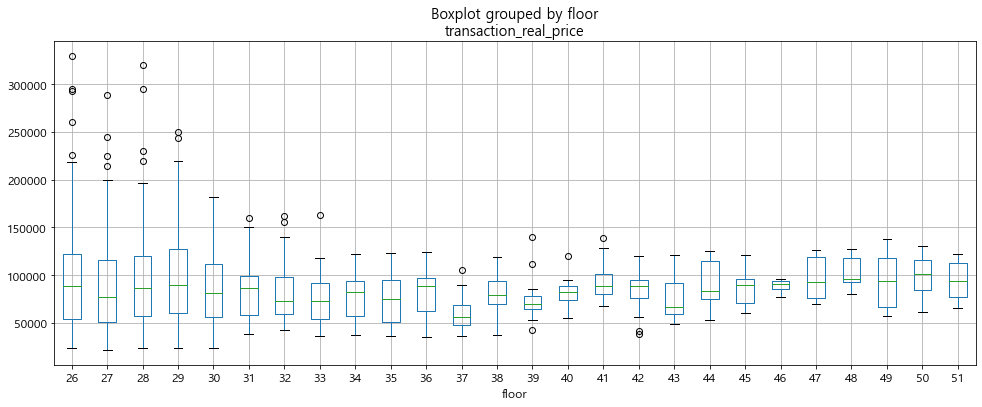 Boxplot grouped by floor
transaction_real_price
300000
250000
200000
150000
100000
50000
26 27 28 29 30 31 32 33 34 35 36 37 38 39 40 41 42 43 44 45 46 47 48 49 50 51
floor